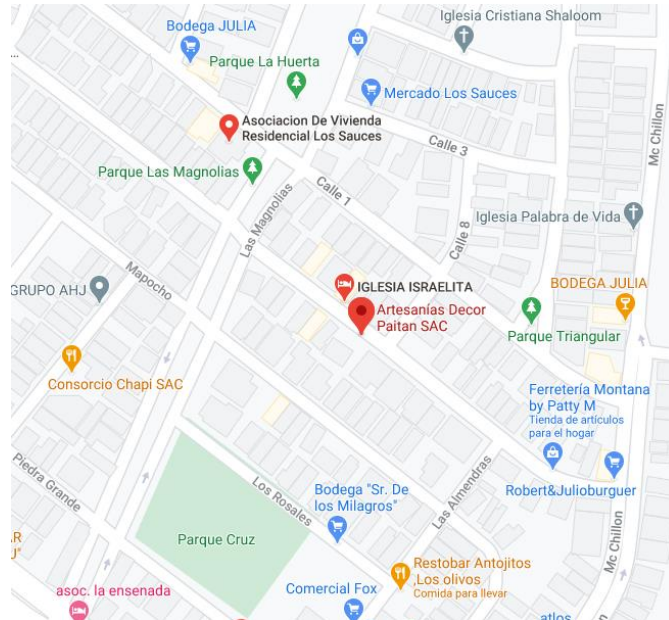 Bodega JULIA
Iglesia Cristiana Shaloom
Parque La Huerta
Mercado Los Sauces
Asociacion De Vivienda
Residencial Los Sauces
Calle 3
Mc Chillon
Parque Las Magnolias
Calle 1
Las Magnolias
Iglesia Palabra de Vida
Calle 8
Mapocho
GRUPO AHJ
IGLESIA ISRAELITA
BODEGA JULIA
Artesanías Decor
Paitan SAC
Parque Triangular
Consorcio Chapi SAC
Ferretería Montana
by Patty M
Tienda de artículos
para el hogar
Piedra Grande
Los Rosales
Bodega "Sr. De
los Milagros"
Las Almendras
Robert&Julioburguer
Mc Chillon
Parque Cruz
Restobar Antojitos
,Los olivos
Comida para llevar
asoc. la ensenada
Comercial Fox